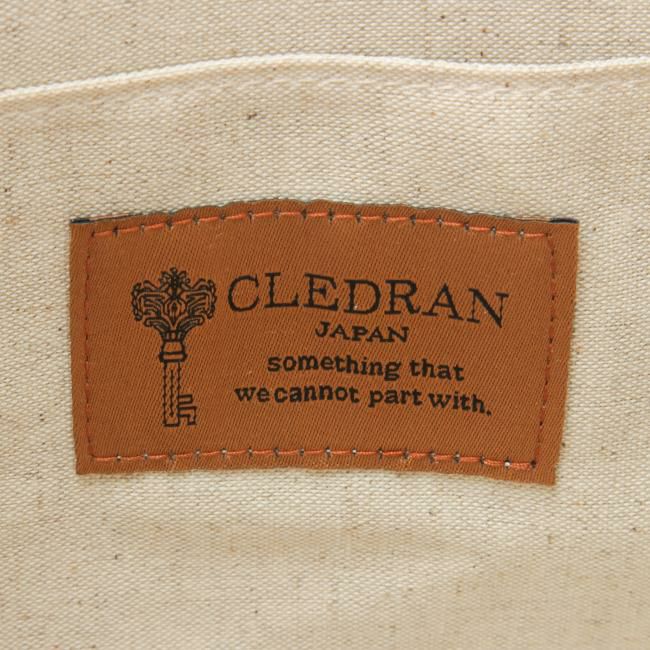 CLEDRAN
JAPAN
something that
we cannot part with.